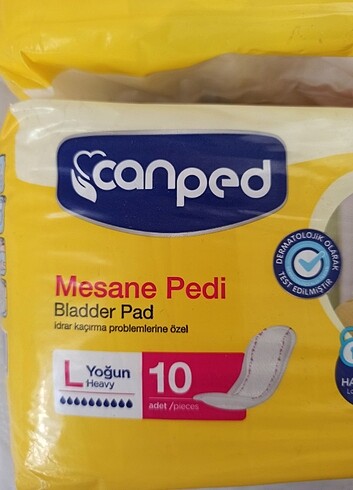 canped
Mesane Pedi
Bladder Pad
idrar kaçırma problemlerine özel
L Yoğun
Heavy
10
adet/pieces
DERMATOLOJİK OLARAK
TEST EDİLMİŞTİR